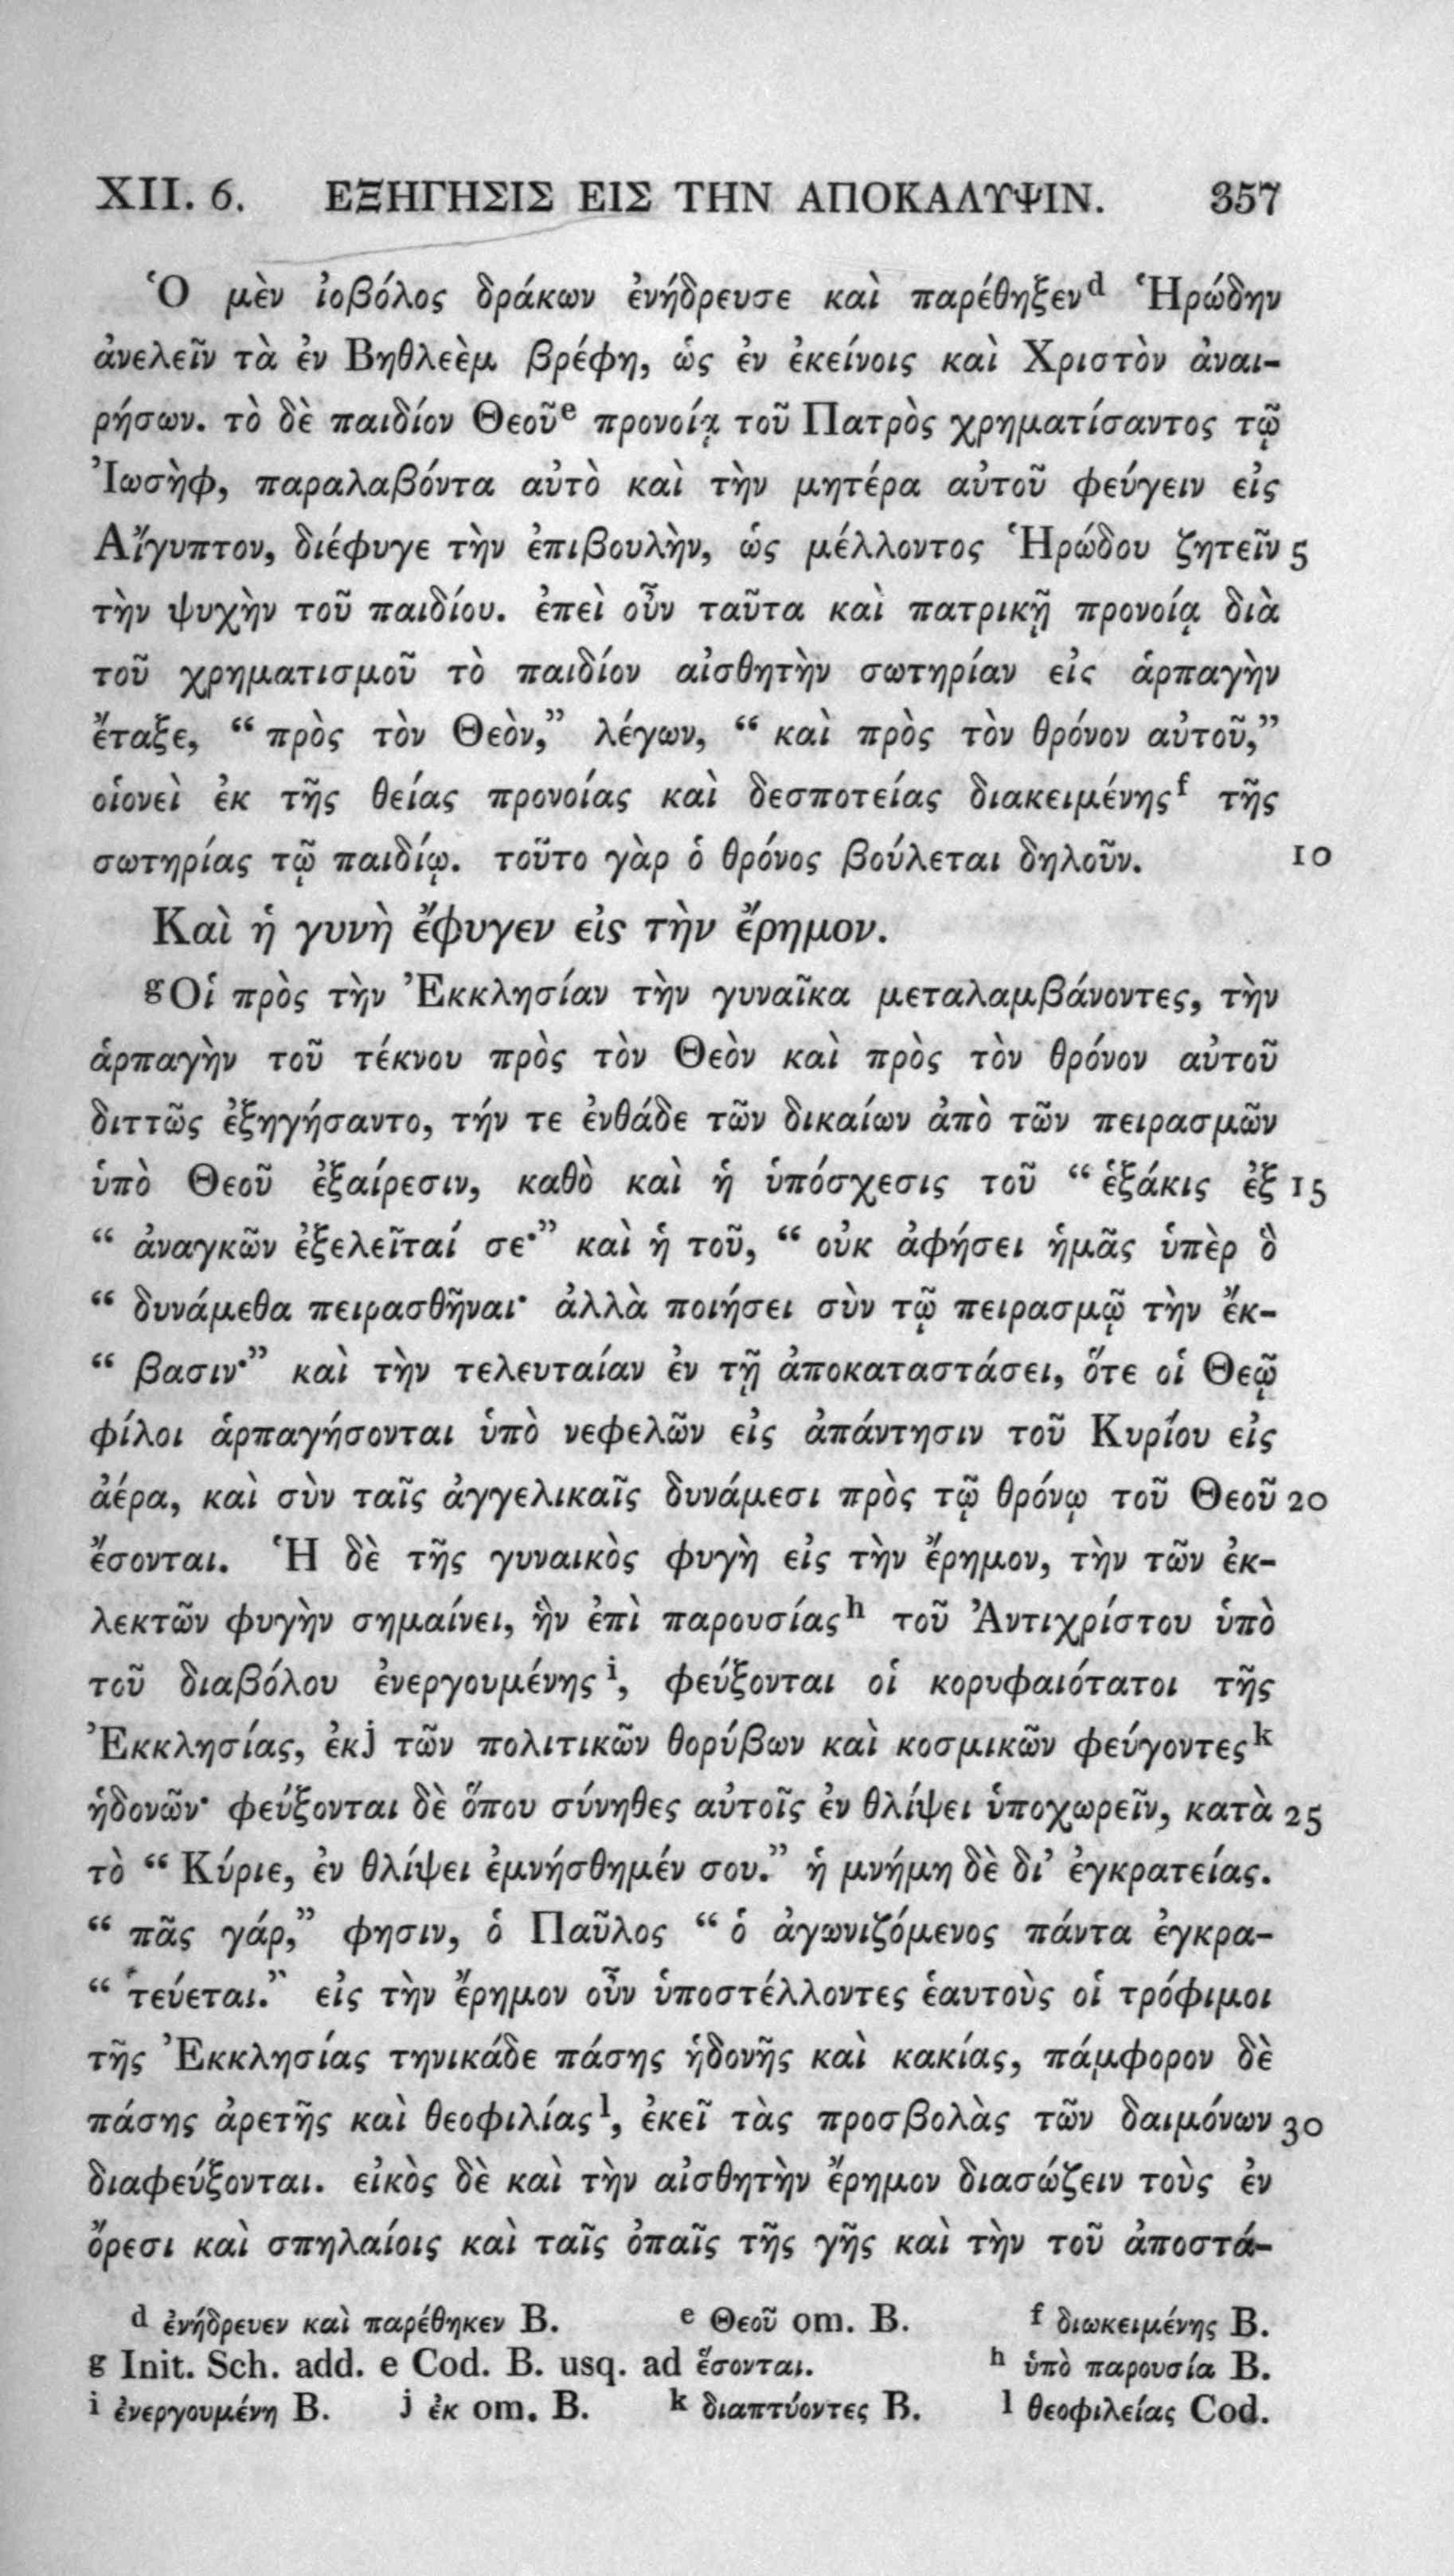 XII. 6. ΕΞΗΓΗΣΙΣ ΕΙΣ ΤΗΝ ΑΠΟΚΑΛΥΨΙΝ. 357
Ὁ μὲν ἰοβόλος δράκων ἐνήδρευσε καὶ παρέθηξεν d Ἡρώδην
ἀνελεῖν τὰ ἐν Βηθλεὲμ βρέφη, ὡς ἐν ἐκείνοις καὶ Χριστὸν ἀναι-
ρήσων. τὸ δὲ παιδίον Θεοῦ e προνοίᾳ τοῦ Πατρὸς χρηματίσαντος τῷ
Ἰωσὴφ, παραλαβόντα αὐτὸ καὶ τὴν μητέρα αὐτοῦ φεύγειν εἰς
Αἴγυπτον, διέφυγε τὴν ἐπιβουλὴν, ὡς μέλλοντος Ἡρώδου ζητεῖν 5
τὴν ψυχὴν τοῦ παιδίου. ἐπεὶ οὖν ταῦτα καὶ πατρικῇ προνοίᾳ διὰ
τοῦ χρηματισμοῦ τὸ παιδίον αἰσθητὴν σωτηρίαν εἰς ἁρπαγὴν
ἔταξε, “ πρὸς τὸν Θεὸν,” λέγων, “ καὶ πρὸς τὸν θρόνον αὐτοῦ,”
οἱονεὶ ἐκ τῆς θείας προνοίας καὶ δεσποτείας διακειμένης f τῆς
σωτηρίας τῷ παιδίῳ. τοῦτο γὰρ ὁ θρόνος βούλεται δηλοῦν. 10
Καὶ ἡ γυνὴ ἔφυγεν εἰς τὴν ἔρημον.
g Οἱ πρὸς τὴν Ἐκκλησίαν τὴν γυναῖκα μεταλαμβάνοντες, τὴν
ἁρπαγὴν τοῦ τέκνου πρὸς τὸν Θεὸν καὶ πρὸς τὸν θρόνον αὐτοῦ
διττῶς ἐξηγήσαντο, τήν τε ἐνθάδε τῶν δικαίων ἀπὸ τῶν πειρασμῶν
ὑπὸ Θεοῦ ἐξαίρεσιν, καθὸ καὶ ἡ ὑπόσχεσις τοῦ “ ἑξάκις ἐξ 15
“ ἀναγκῶν ἐξελεῖταί σε·” καὶ ἡ τοῦ, “ οὐκ ἀφήσει ἡμᾶς ὑπὲρ ὃ
“ δυνάμεθα πειρασθῆναι· ἀλλὰ ποιήσει σὺν τῷ πειρασμῷ τὴν ἔκ-
“ βασιν·” καὶ τὴν τελευταίαν ἐν τῇ ἀποκαταστάσει, ὅτε οἱ Θεῷ
φίλοι ἁρπαγήσονται ὑπὸ νεφελῶν εἰς ἀπάντησιν τοῦ Κυρίου εἰς
ἀέρα, καὶ σὺν ταῖς ἀγγελικαῖς δυνάμεσι πρὸς τῷ θρόνῳ τοῦ Θεοῦ 20
ἔσονται. Ἡ δὲ τῆς γυναικὸς φυγὴ εἰς τὴν ἔρημον, τὴν τῶν ἐκ-
λεκτῶν φυγὴν σημαίνει, ἣν ἐπὶ παρουσίας h τοῦ Ἀντιχρίστου ὑπὸ
τοῦ διαβόλου ἐνεργουμένης i, φεύξονται οἱ κορυφαιότατοι τῆς
Ἐκκλησίας, ἐκ j τῶν πολιτικῶν θορύβων καὶ κοσμικῶν φεύγοντες k
ἡδονῶν· φεύξονται δὲ ὅπου σύνηθες αὐτοῖς ἐν θλίψει ὑποχωρεῖν, κατὰ 25
τὸ “ Κύριε, ἐν θλίψει ἐμνήσθημέν σου.” ἡ μνήμη δὲ δι’ ἐγκρατείας.
“ πᾶς γάρ,” φησιν, ὁ Παῦλος “ ὁ ἀγωνιζόμενος πάντα ἐγκρα-
“ τεύεται.” εἰς τὴν ἔρημον οὖν ὑποστέλλοντες ἑαυτοὺς οἱ τρόφιμοι
τῆς Ἐκκλησίας τηνικάδε πάσης ἡδονῆς καὶ κακίας, πάμφορον δὲ
πάσης ἀρετῆς καὶ θεοφιλίας l, ἐκεῖ τὰς προσβολὰς τῶν δαιμόνων 30
διαφεύξονται. εἰκὸς δὲ καὶ τὴν αἰσθητὴν ἔρημον διασώζειν τοὺς ἐν
ὄρεσι καὶ σπηλαίοις καὶ ταῖς ὀπαῖς τῆς γῆς καὶ τὴν τοῦ ἀποστά-
d ἐνήδρευεν καὶ παρέθηκεν B. e Θεοῦ om. B. f διωκειμένης B.
g Init. Sch. add. e Cod. B. usq. ad ἔσονται. h ὑπὸ παρουσία B.
i ἐνεργουμένη B. j ἐκ om. B. k διαπτύοντες B. l θεοφιλείας Cod.